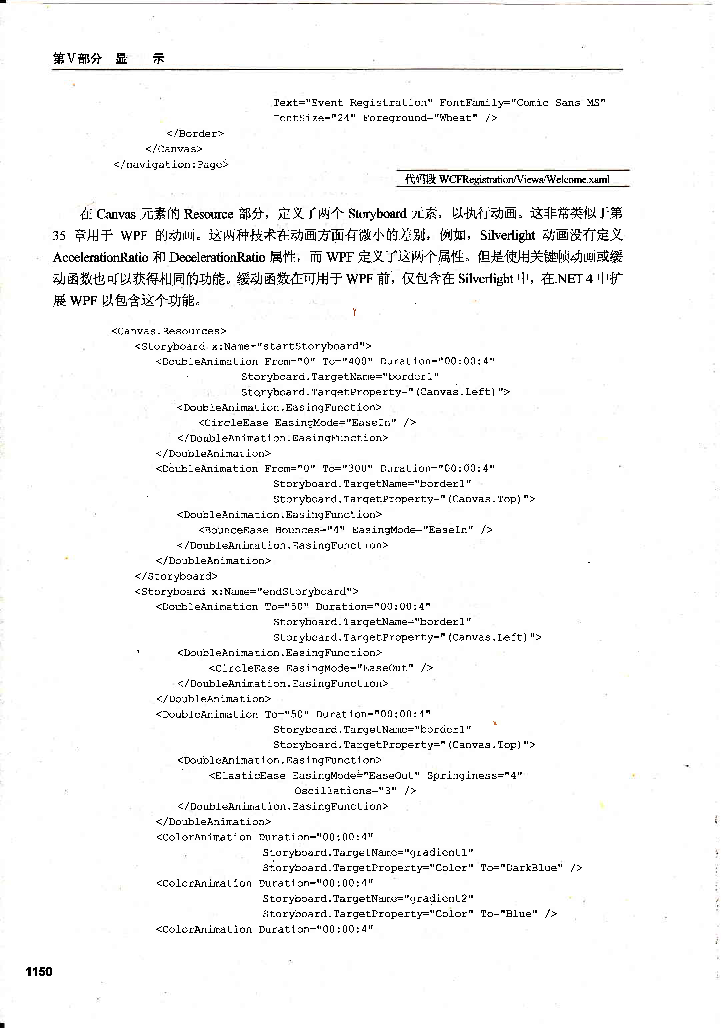 第V部分 显 示
Text="Event Registration" FontFamily="Comic Sans MS"
FontSize="24" Foreground="Wheat" />
</Border>
</Canvas>
</navigation:Page>
代码段 WCFRegistration/Views/Welcome.xaml
在 Canvas 元素的 Resource 部分，定义了两个 Storyboard 元素，以执行动画。这非常类似于第
35 章用于 WPF 的动画。这两种技术在动画方面有微小的差别，例如，Silverlight 动画没有定义
AccelerationRatio 和 DecelerationRatio 属性，而 WPF 定义了这两个属性。但是使用关键帧动画或缓
动函数也可以获得相同的功能。缓动函数在可用于 WPF 前，仅包含在 Silverlight 中，在.NET 4 中扩
展 WPF 以包含这个功能。
<Canvas.Resources>
<Storyboard x:Name="startStoryboard">
<DoubleAnimation From="0" To="400" Duration="00:00:4"
Storyboard.TargetName="border1"
Storyboard.TargetProperty="(Canvas.Left)">
<DoubleAnimation.EasingFunction>
<CircleEase EasingMode="EaseIn" />
</DoubleAnimation.EasingFunction>
</DoubleAnimation>
<DoubleAnimation From="0" To="300" Duration="00:00:4"
Storyboard.TargetName="border1"
Storyboard.TargetProperty="(Canvas.Top)">
<DoubleAnimation.EasingFunction>
<BounceEase Bounces="4" EasingMode="EaseIn" />
</DoubleAnimation.EasingFunction>
</DoubleAnimation>
</Storyboard>
<Storyboard x:Name="endStoryboard">
<DoubleAnimation To="50" Duration="00:00:4"
Storyboard.TargetName="border1"
Storyboard.TargetProperty="(Canvas.Left)">
<DoubleAnimation.EasingFunction>
<CircleEase EasingMode="EaseOut" />
</DoubleAnimation.EasingFunction>
</DoubleAnimation>
<DoubleAnimation To="50" Duration="00:00:4"
Storyboard.TargetName="border1"
Storyboard.TargetProperty="(Canvas.Top)">
<DoubleAnimation.EasingFunction>
<ElasticEase EasingMode="EaseOut" Springiness="4"
Oscillations="3" />
</DoubleAnimation.EasingFunction>
</DoubleAnimation>
<ColorAnimation Duration="00:00:4"
Storyboard.TargetName="gradient1"
Storyboard.TargetProperty="Color" To="DarkBlue" />
<ColorAnimation Duration="00:00:4"
Storyboard.TargetName="gradient2"
Storyboard.TargetProperty="Color" To="Blue" />
<ColorAnimation Duration="00:00:4"
1150